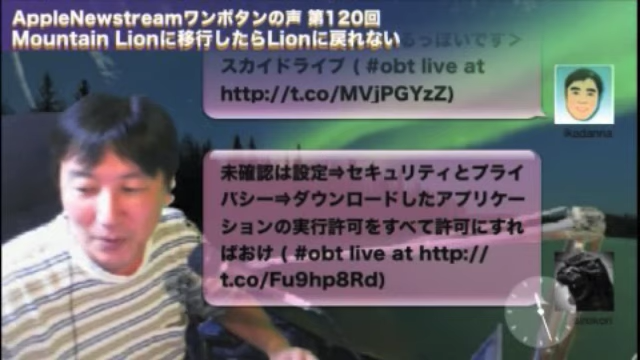 AppleNewstreamワンボタンの声 第120回
Mountain Lionに移行したらLionに戻れない
るっぽいです＞
スカイドライブ ( #obt live at
http://t.co/MVjPGYzZ)
ikadanna
未確認は設定⇒セキュリティとプライ
バシー⇒ダウンロードしたアプリケー
ションの実行許可をすべて許可にすれ
ばおけ ( #obt live at http://
t.co/Fu9hp8Rd)